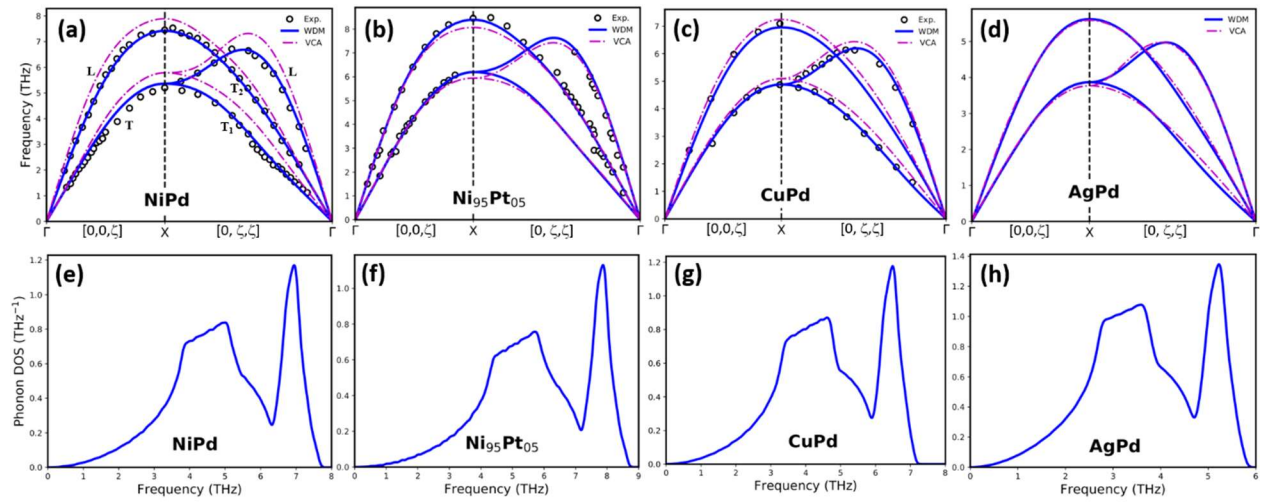 (a)
Exp.
WDM
VCA
L
T
T₂
T₁
L
NiPd
Frequency (THz)
8
7
6
5
4
3
2
1
0
Γ [0,0,ζ] X [0, ζ,ζ] Γ
(b)
Exp.
WDM
VCA
Ni₉₅Pt₀₅
8
7
6
5
4
3
2
1
0
Γ [0,0,ζ] X [0, ζ,ζ] Γ
(c)
Exp.
WDM
VCA
CuPd
7
6
5
4
3
2
1
0
Γ [0,0,ζ] X [0, ζ,ζ] Γ
(d)
WDM
VCA
AgPd
5
4
3
2
1
0
Γ [0,0,ζ] X [0, ζ,ζ] Γ
(e)
NiPd
Phonon DOS (THz⁻¹)
1.2
1.0
0.8
0.6
0.4
0.2
0.0
0 1 2 3 4 5 6 7 8
Frequency (THz)
(f)
Ni₉₅Pt₀₅
1.0
0.8
0.6
0.4
0.2
0.0
0 1 2 3 4 5 6 7 8 9
Frequency (THz)
(g)
CuPd
1.2
1.0
0.8
0.6
0.4
0.2
0.0
0 1 2 3 4 5 6 7 8
Frequency (THz)
(h)
AgPd
1.4
1.2
1.0
0.8
0.6
0.4
0.2
0.0
0 1 2 3 4 5 6
Frequency (THz)